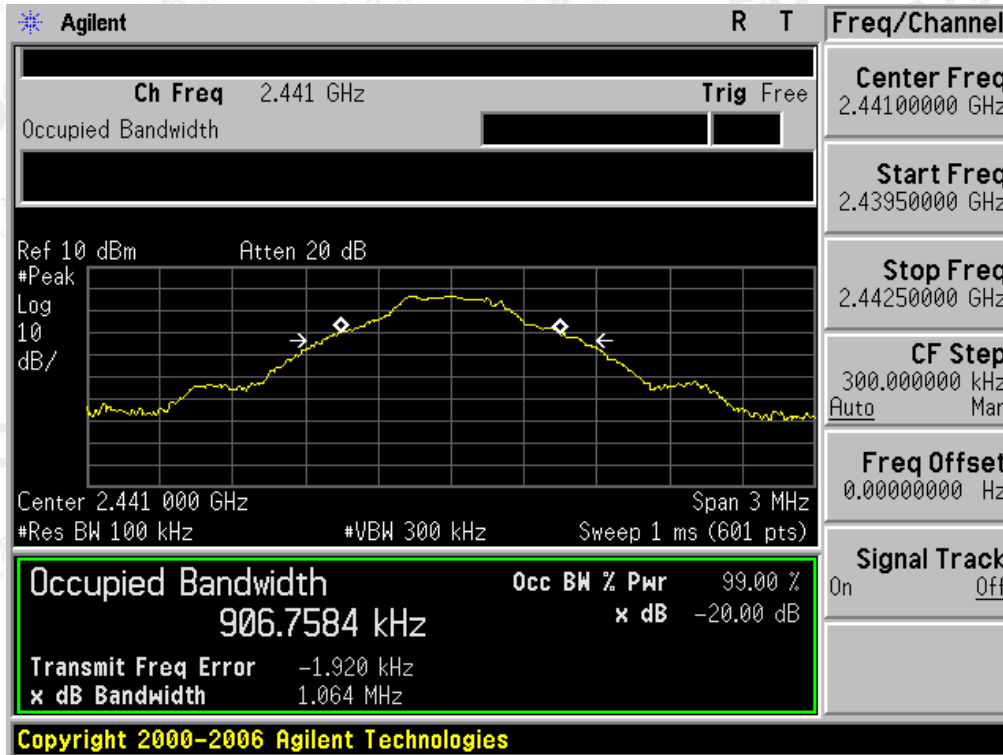 Agilent R T Freq/Channel
Ch Freq 2.441 GHz Trig Free
Occupied Bandwidth
Center Freq
2.44100000 GHz
Start Freq
2.43950000 GHz
Stop Freq
2.44250000 GHz
CF Step
300.000000 kHz
Auto Man
Freq Offset
0.00000000 Hz
Signal Track
On Off
Ref 10 dBm Atten 20 dB
#Peak
Log
10
dB/
Center 2.441 000 GHz Span 3 MHz
#Res BW 100 kHz #VBW 300 kHz Sweep 1 ms (601 pts)
Occupied Bandwidth Occ BW % Pwr 99.00 %
906.7584 kHz x dB -20.00 dB
Transmit Freq Error -1.920 kHz
x dB Bandwidth 1.064 MHz
Copyright 2000-2006 Agilent Technologies